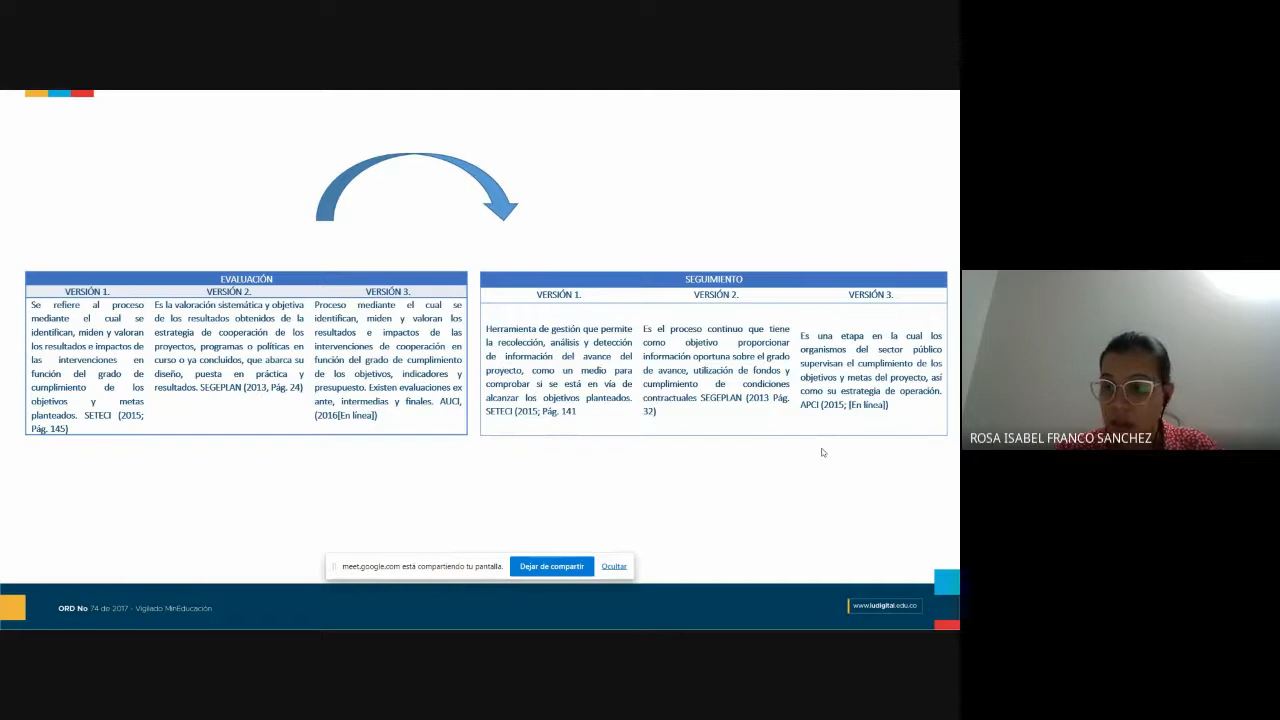 EVALUACIÓN
VERSIÓN 1.
Se refiere al proceso
mediante el cual se
identifican, miden y valoran
los resultados e impactos de
las intervenciones en
función del grado de
cumplimiento de los
objetivos y metas
planteados. SETECI (2015;
Pág. 145)
VERSIÓN 2.
Es la valoración sistemática y objetiva
de los resultados obtenidos de la
estrategia de cooperación de los
proyectos, programas o políticas en
curso o ya concluidos, que abarca su
diseño, puesta en práctica y
resultados. SEGEPLAN (2013, Pág. 24)
VERSIÓN 3.
Proceso mediante el cual se
identifican, miden y valoran los
resultados e impactos de las
intervenciones de cooperación en
función del grado de cumplimiento
de los objetivos, indicadores y
presupuesto. Existen evaluaciones ex
ante, intermedias y finales. AUCI,
(2016[En línea])
SEGUIMIENTO
VERSIÓN 1.
Herramienta de gestión que permite
la recolección, análisis y detección
de información del avance del
proyecto, como un medio para
comprobar si se está en vía de
alcanzar los objetivos planteados.
SETECI (2015; Pág. 141
VERSIÓN 2.
Es el proceso continuo que tiene
como objetivo proporcionar
información oportuna sobre el grado
de avance, utilización de fondos y
cumplimiento de condiciones
contractuales SEGEPLAN (2013 Pág.
32)
VERSIÓN 3.
Es una etapa en la cual los
organismos del sector público
supervisan el cumplimiento de los
objetivos y metas del proyecto, así
como su estrategia de operación.
APCI (2015; [En línea])
ROSA ISABEL FRANCO SANCHEZ
meet.google.com está compartiendo tu pantalla.
Dejar de compartir
Ocultar
ORD No 74 de 2017 - Vigilado MinEducación
www.iudigital.edu.co